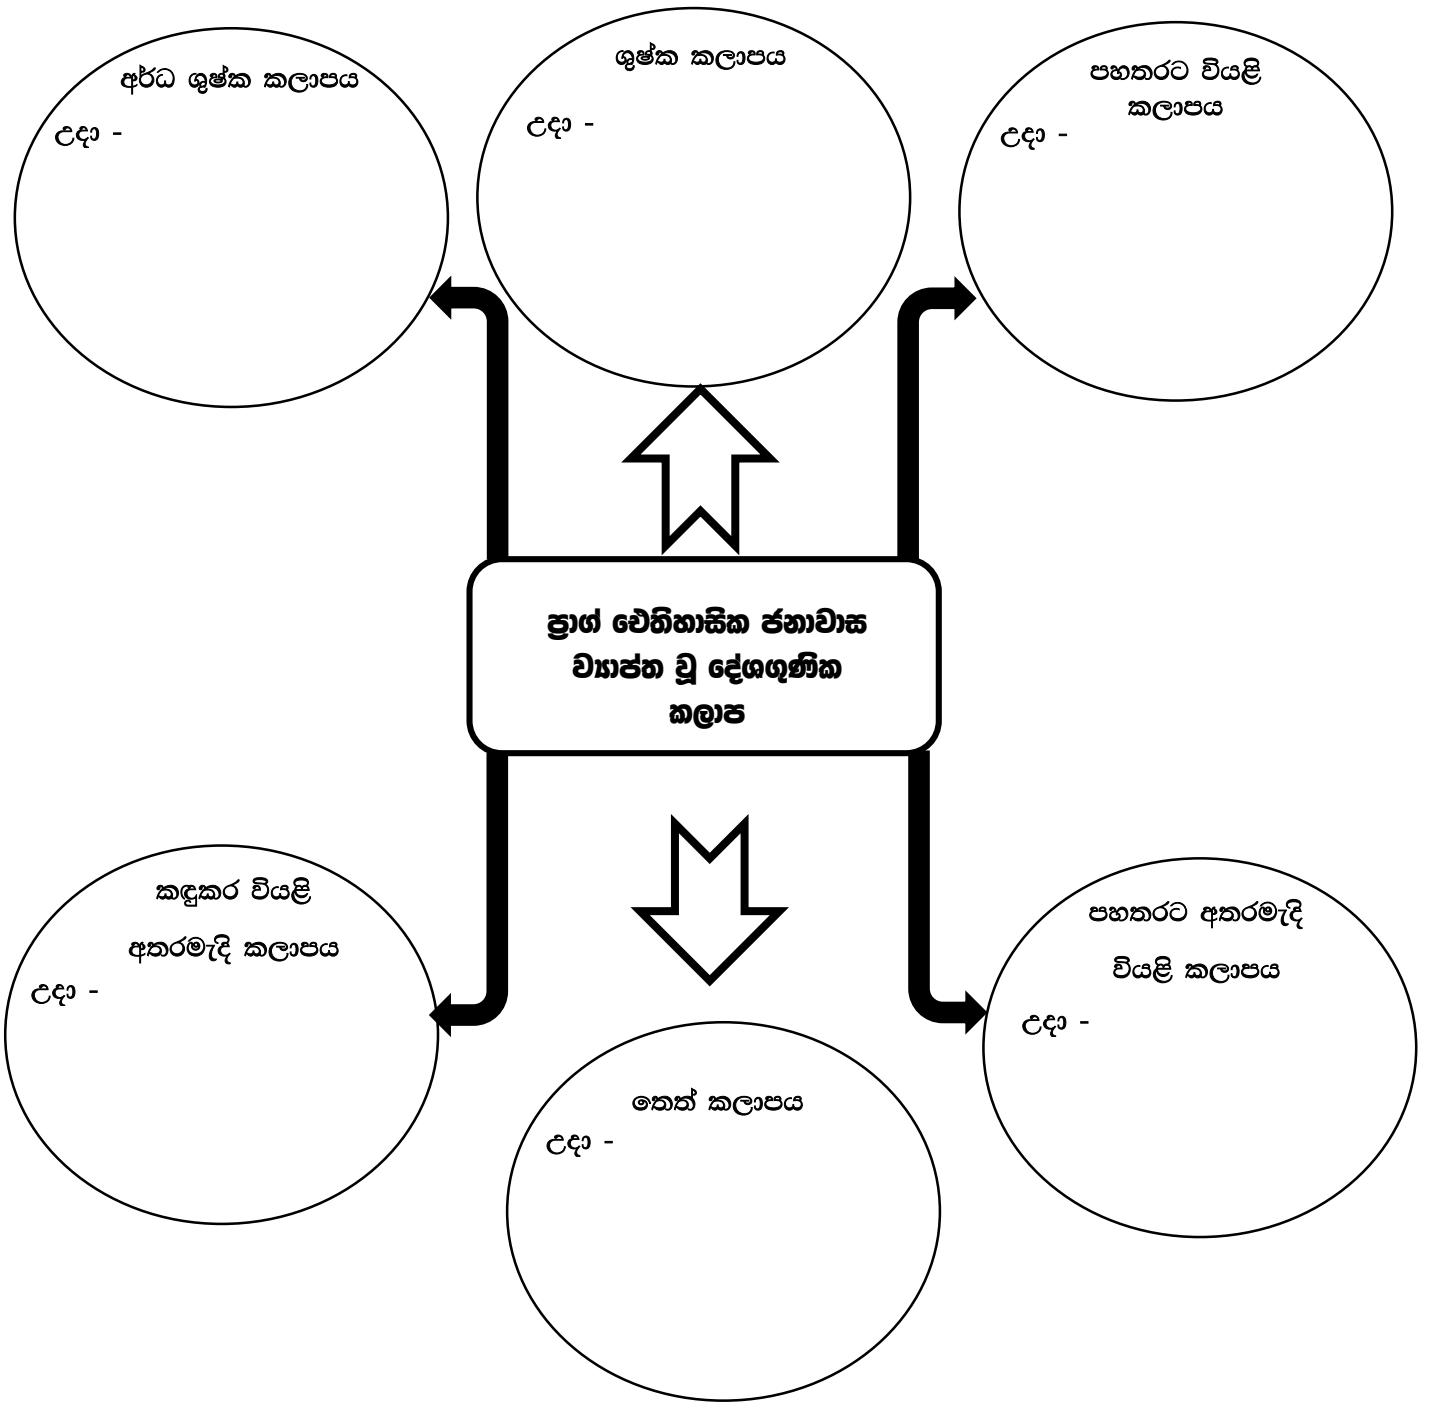 අර්ධ ශුෂ්ක කලාපය
උදා -
ශුෂ්ක කලාපය
උදා -
පහතරට වියළි
කලාපය
උදා -
ප්‍රාග් ඓතිහාසික ජනාවාස
ව්‍යාප්ත වූ දේශගුණික
කලාප
කඳුකර වියළි
අතරමැදි කලාපය
උදා -
තෙත් කලාපය
උදා -
පහතරට අතරමැදි
වියළි කලාපය
උදා -